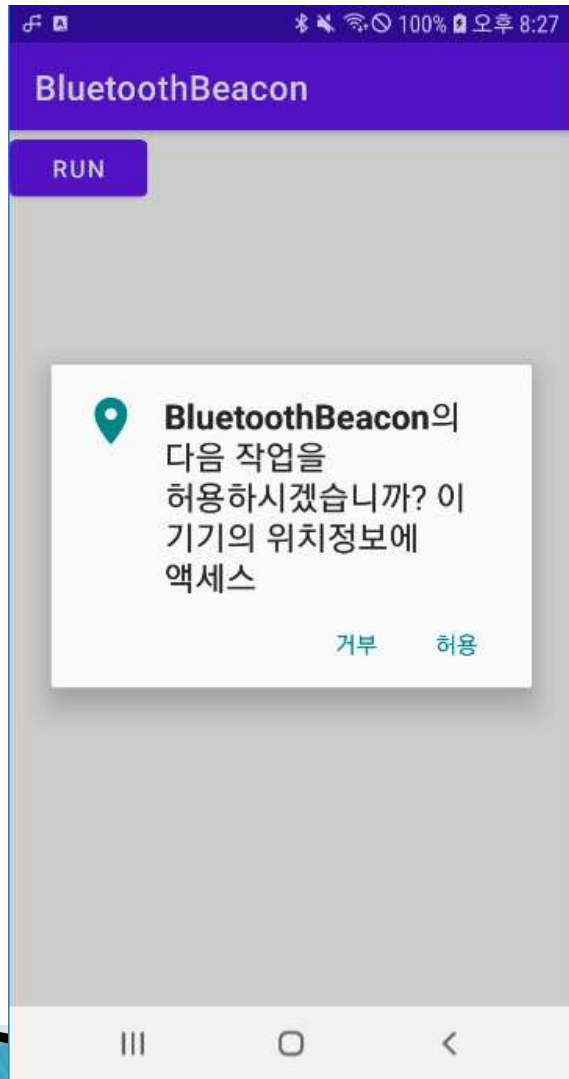 100% 오후 8:27
BluetoothBeacon
RUN
BluetoothBeacon의
다음 작업을
허용하시겠습니까? 이
기기의 위치정보에
액세스
거부 허용